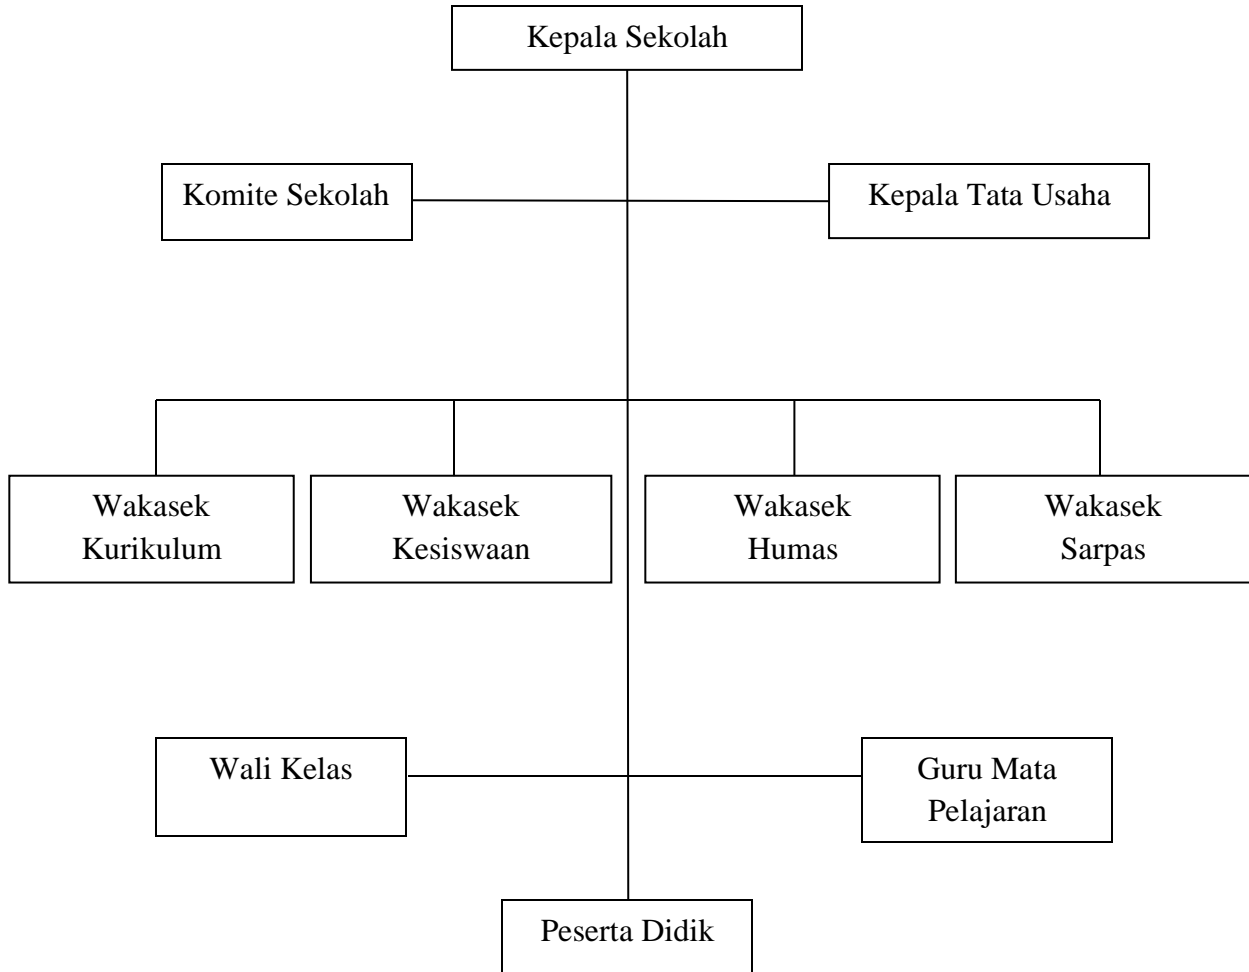 Kepala Sekolah
Komite Sekolah
Kepala Tata Usaha
Wakasek
Kurikulum
Wakasek
Kesiswaan
Wakasek
Humas
Wakasek
Sarpas
Wali Kelas
Guru Mata
Pelajaran
Peserta Didik